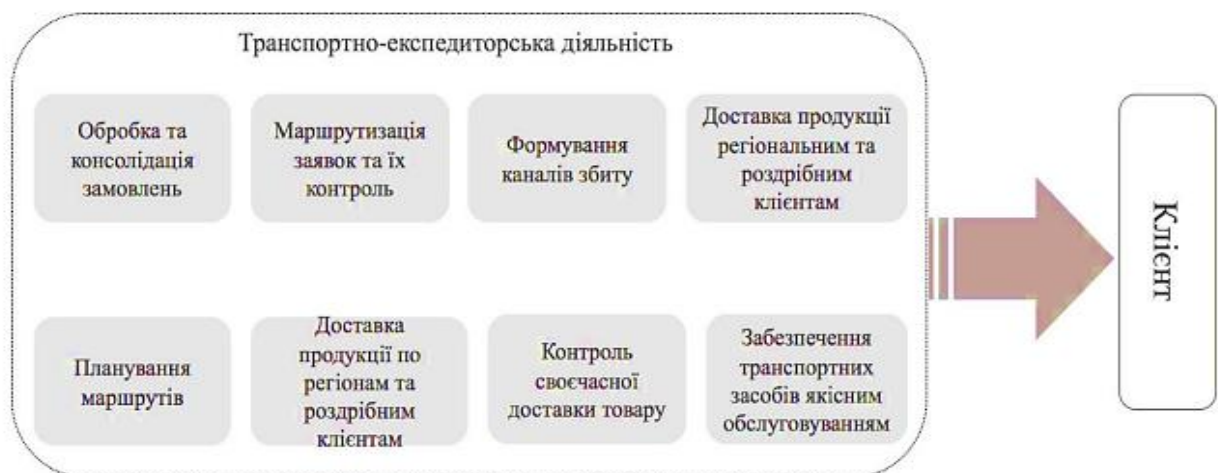 Транспортно-експедиторська діяльність
Обробка та
консолідація
замовлень
Маршрутизація
заявок та їх
контроль
Формування
каналів збиту
Доставка продукції
регіональним та
роздрібним
клієнтам
Планування
маршрутів
Доставка
продукції по
регіонам та
роздрібним
клієнтам
Контроль
своєчасної
доставки товару
Забезпечення
транспортних
засобів якісним
обслуговуванням
Клієнт